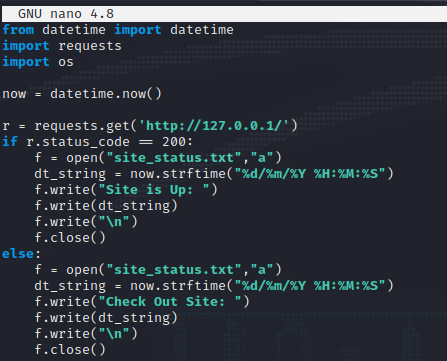 GNU nano 4.8
from datetime import datetime
import requests
import os
now = datetime.now()
r = requests.get('http://127.0.0.1/')
if r.status_code == 200:
    f = open("site_status.txt","a")
    dt_string = now.strftime("%d/%m/%Y %H:%M:%S")
    f.write("Site is Up: ")
    f.write(dt_string)
    f.write("\n")
    f.close()
else:
    f = open("site_status.txt","a")
    dt_string = now.strftime("%d/%m/%Y %H:%M:%S")
    f.write("Check Out Site: ")
    f.write(dt_string)
    f.write("\n")
    f.close()